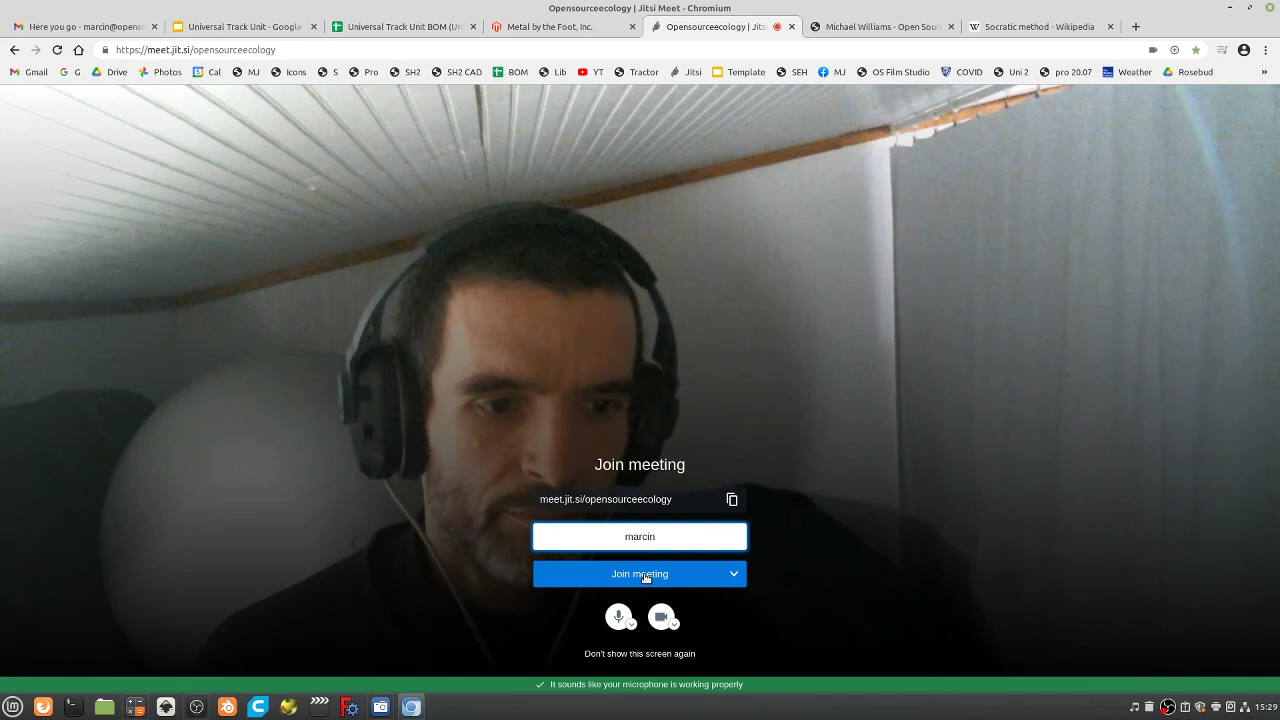 Opensourceecology | Jitsi Meet - Chromium
Here you go - marcin@openso
Universal Track Unit - Google
Universal Track Unit BOM (Un
Metal by the Foot, Inc.
Opensourceecology | Jitsi
Michael Williams - Open Sour
Socratic method - Wikipedia
https://meet.jit.si/opensourceecology
Gmail G Drive Photos Cal MJ Icons S Pro SH2 SH2 CAD BOM Lib YT Tractor Jitsi Template SEH MJ OS Film Studio COVID Uni 2 pro 20.07 Weather Rosebud »
Join meeting
meet.jit.si/opensourceecology
marcin
Join meeting
Don't show this screen again
It sounds like your microphone is working properly
15:29